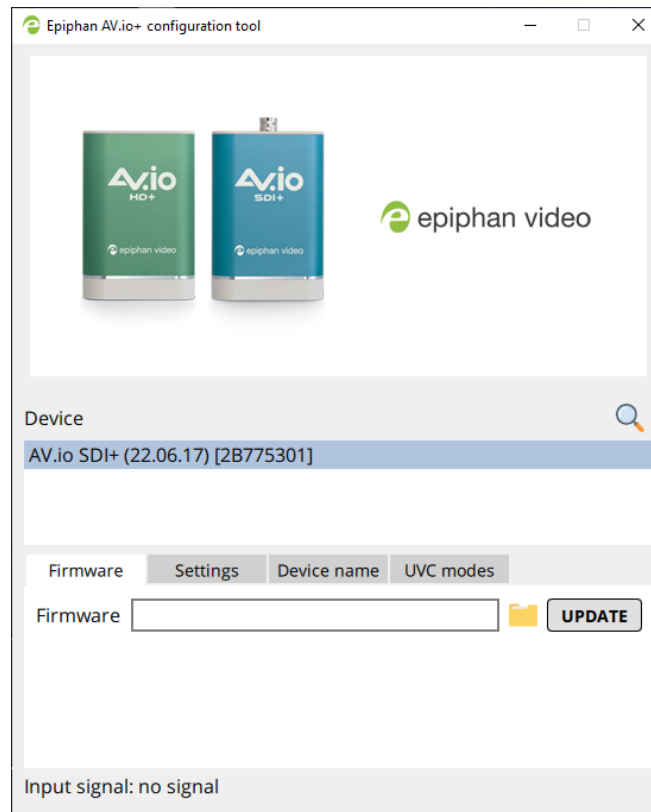 Epiphan AV.io+ configuration tool
AV.io
HD+
epiphan video
AV.io
SDI+
epiphan video
epiphan video
Device
AV.io SDI+ (22.06.17) [2B775301]
Firmware
Settings
Device name
UVC modes
Firmware
UPDATE
Input signal: no signal